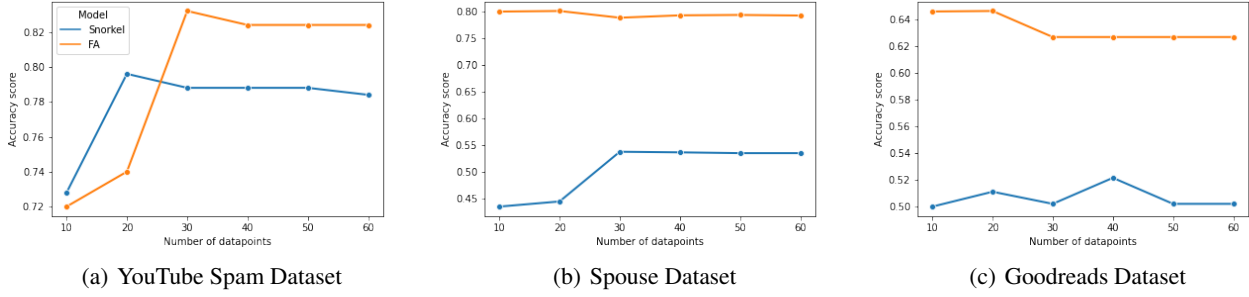 Model
Snorkel
FA
0.82
0.80
0.78
0.76
0.74
0.72
Accuracy score
10 20 30 40 50 60
Number of datapoints
(a) YouTube Spam Dataset
0.80
0.75
0.70
0.65
0.60
0.55
0.50
0.45
Accuracy score
10 20 30 40 50 60
Number of datapoints
(b) Spouse Dataset
0.64
0.62
0.60
0.58
0.56
0.54
0.52
0.50
Accuracy score
10 20 30 40 50 60
Number of datapoints
(c) Goodreads Dataset